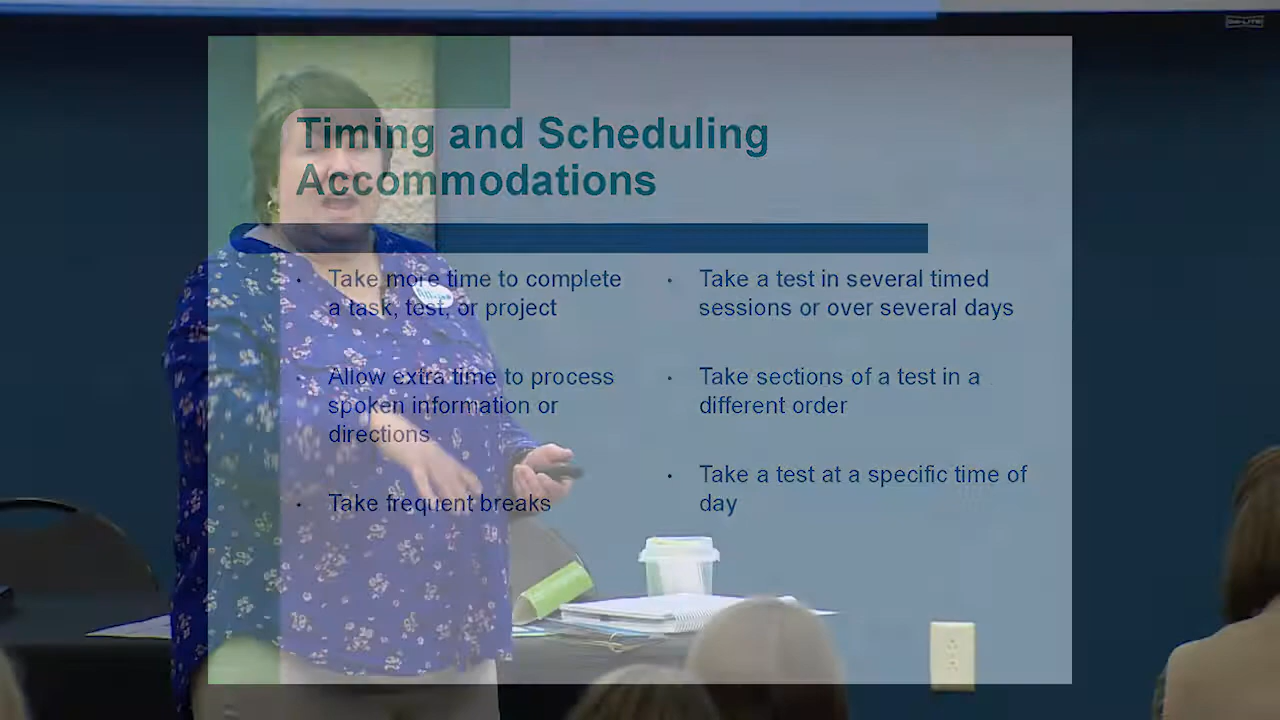 DA-LITE
Timing and Scheduling
Accommodations
• Take more time to complete
a task, test, or project
• Allow extra time to process
spoken information or
directions
• Take frequent breaks
• Take a test in several timed
sessions or over several days
• Take sections of a test in a
different order
• Take a test at a specific time of
day